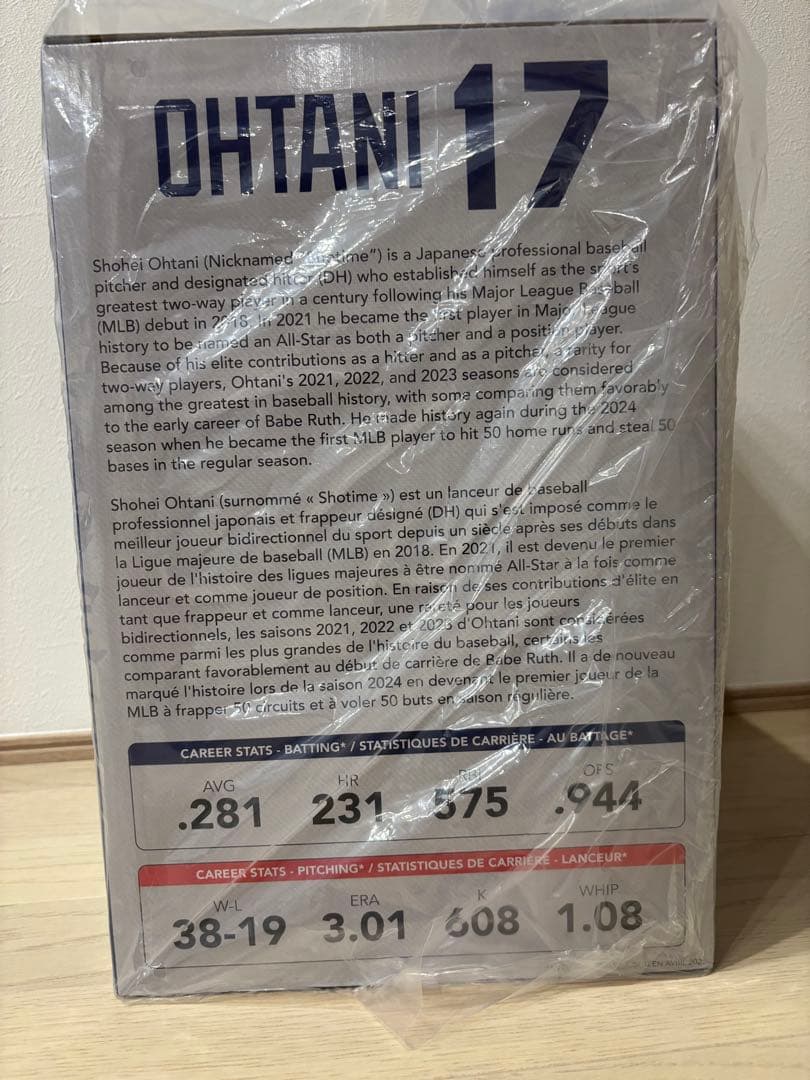 OHTANI 17
Shohei Ohtani (Nicknamed "Shotime") is a Japanese professional baseball
pitcher and designated hitter (DH) who established himself as the sport's
greatest two-way player in a century following his Major League Baseball
(MLB) debut in 2018. In 2021 he became the first player in Major League
history to be named an All-Star as both a pitcher and a position player.
Because of his elite contributions as a hitter and as a pitcher, a rarity for
two-way players, Ohtani's 2021, 2022, and 2023 seasons are considered
among the greatest in baseball history, with some comparing them favorably
to the early career of Babe Ruth. He made history again during the 2024
season when he became the first MLB player to hit 50 home runs and steal 50
bases in the regular season.
Shohei Ohtani (surnommé « Shotime ») est un lanceur de baseball
professionnel japonais et frappeur désigné (DH) qui s'est imposé comme le
meilleur joueur bidirectionnel du sport depuis un siècle après ses débuts dans
la Ligue majeure de baseball (MLB) en 2018. En 2021, il est devenu le premier
joueur de l'histoire des ligues majeures à être nommé All-Star à la fois comme
lanceur et comme joueur de position. En raison de ses contributions d'élite en
tant que frappeur et comme lanceur, une rareté pour les joueurs
bidirectionnels, les saisons 2021, 2022 et 2023 d'Ohtani sont considérées
comme parmi les plus grandes de l'histoire du baseball, certains les
comparant favorablement au début de carrière de Babe Ruth. Il a de nouveau
marqué l'histoire lors de la saison 2024 en devenant le premier joueur de la
MLB à frapper 50 circuits et à voler 50 buts en saison régulière.
CAREER STATS - BATTING* / STATISTIQUES DE CARRIÈRE - AU BATTAGE*
AVG HR RBI OPS
.281 231 575 .944
CAREER STATS - PITCHING* / STATISTIQUES DE CARRIÈRE - LANCEUR*
W-L ERA K WHIP
38-19 3.01 608 1.08
EN AVRIL